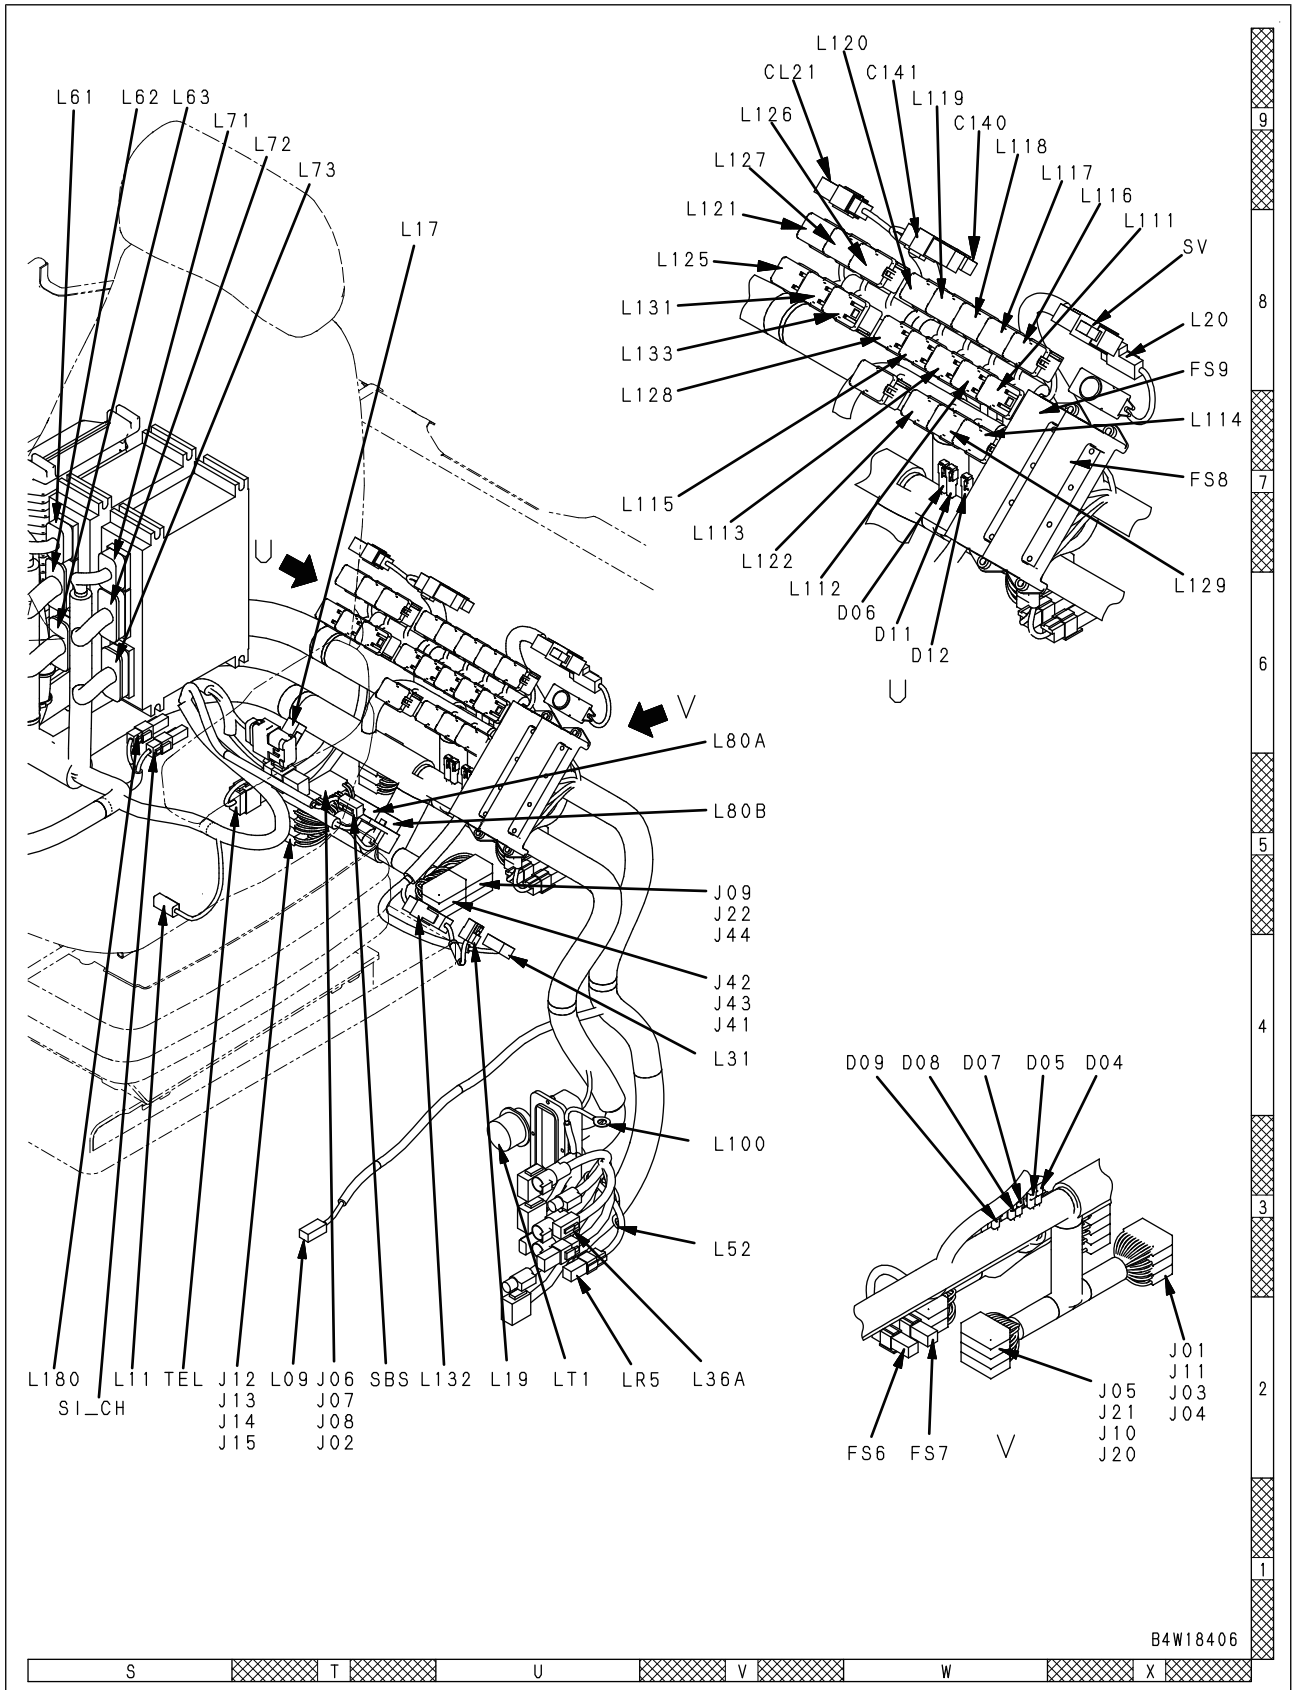 L120
CL21
C141
L61
L62
L63
L119
L126
C140
9
L71
L118
L72
L127
L117
L73
L116
L121
L111
L17
SV
L125
L131
8
L20
L133
FS9
L128
L114
7
FS8
L115
L113
U
L122
L129
L112
D06
D11
D12
6
U
V
L80A
L80B
5
J09
J22
J44
J42
J43
J41
4
L31
D09
D08
D07
D05
D04
L100
3
L52
J01
J11
J03
J04
L180
L11
TEL
J12
J13
J14
J15
L09
J06
J07
J08
J02
SBS
L132
L19
LT1
LR5
L36A
2
SI_CH
J05
J21
J10
J20
FS6
FS7
V
1
B4W18406
S
T
U
V
W
X